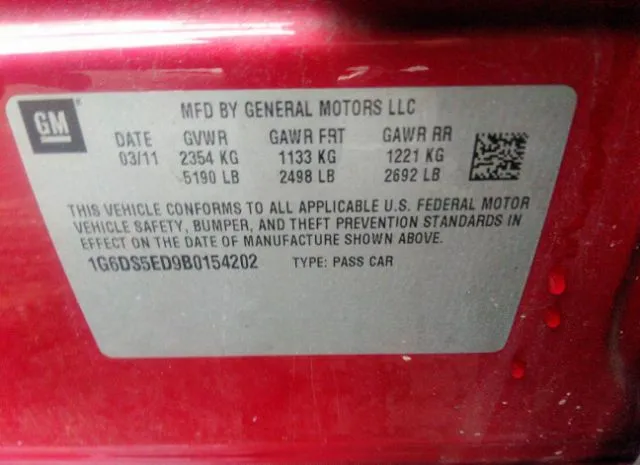 GM
MFD BY GENERAL MOTORS LLC
DATE GVWR GAWR FRT GAWR RR
03/11 2354 KG 1133 KG 1221 KG
5190 LB 2498 LB 2692 LB
THIS VEHICLE CONFORMS TO ALL APPLICABLE U.S. FEDERAL MOTOR
VEHICLE SAFETY, BUMPER, AND THEFT PREVENTION STANDARDS IN
EFFECT ON THE DATE OF MANUFACTURE SHOWN ABOVE.
1G6DS5ED9B0154202 TYPE: PASS CAR